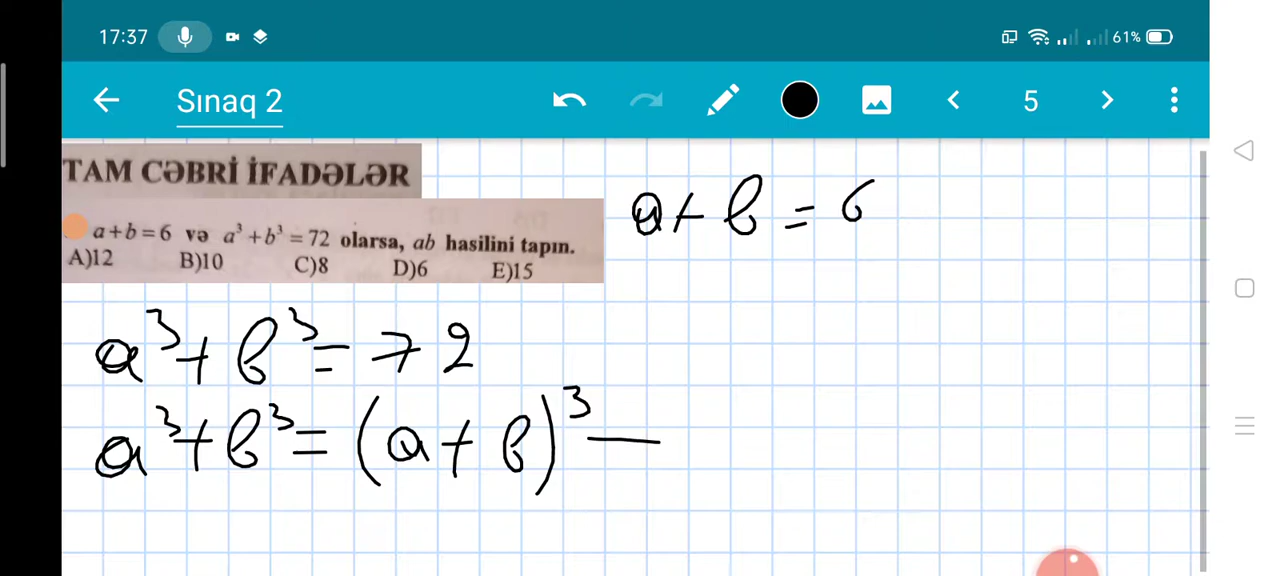 17:37
61%
Sınaq 2
5
TAM CƏBRİ İFADƏLƏR
a+b=6 və a³+b³=72 olarsa, ab hasilini tapın.
A)12 B)10 C)8 D)6 E)15
a+b=6
a³+b³=72
a³+b³=(a+b)³—